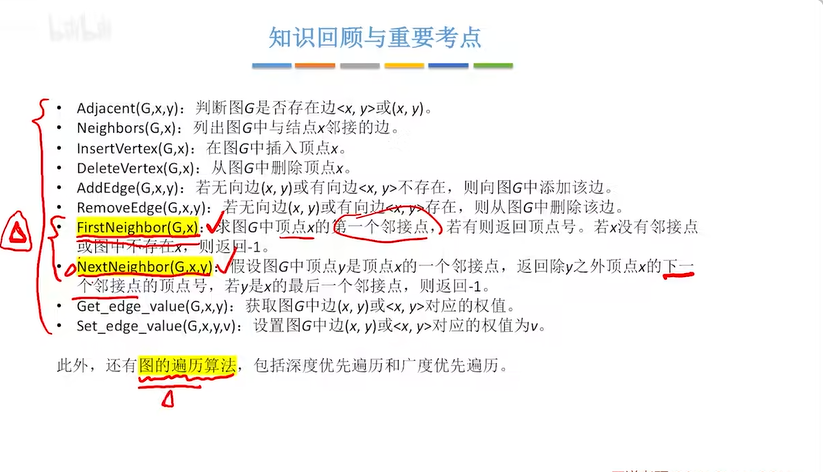 bilibili
知识回顾与重要考点
• Adjacent(G,x,y)：判断图G是否存在边<x, y>或(x, y)。
• Neighbors(G,x)：列出图G中与结点x邻接的边。
• InsertVertex(G,x)：在图G中插入顶点x。
• DeleteVertex(G,x)：从图G中删除顶点x。
• AddEdge(G,x,y)：若无向边(x, y)或有向边<x, y>不存在，则向图G中添加该边。
• RemoveEdge(G,x,y)：若无向边(x, y)或有向边<x, y>存在，则从图G中删除该边。
• FirstNeighbor(G,x)：求图G中顶点x的第一个邻接点，若有则返回顶点号。若x没有邻接点
或图中不存在x，则返回-1。
• NextNeighbor(G,x,y)：假设图G中顶点y是顶点x的一个邻接点，返回除y之外顶点x的下一
个邻接点的顶点号，若y是x的最后一个邻接点，则返回-1。
• Get_edge_value(G,x,y)：获取图G中边(x, y)或<x, y>对应的权值。
• Set_edge_value(G,x,y,v)：设置图G中边(x, y)或<x, y>对应的权值为v。
此外，还有图的遍历算法，包括深度优先遍历和广度优先遍历。